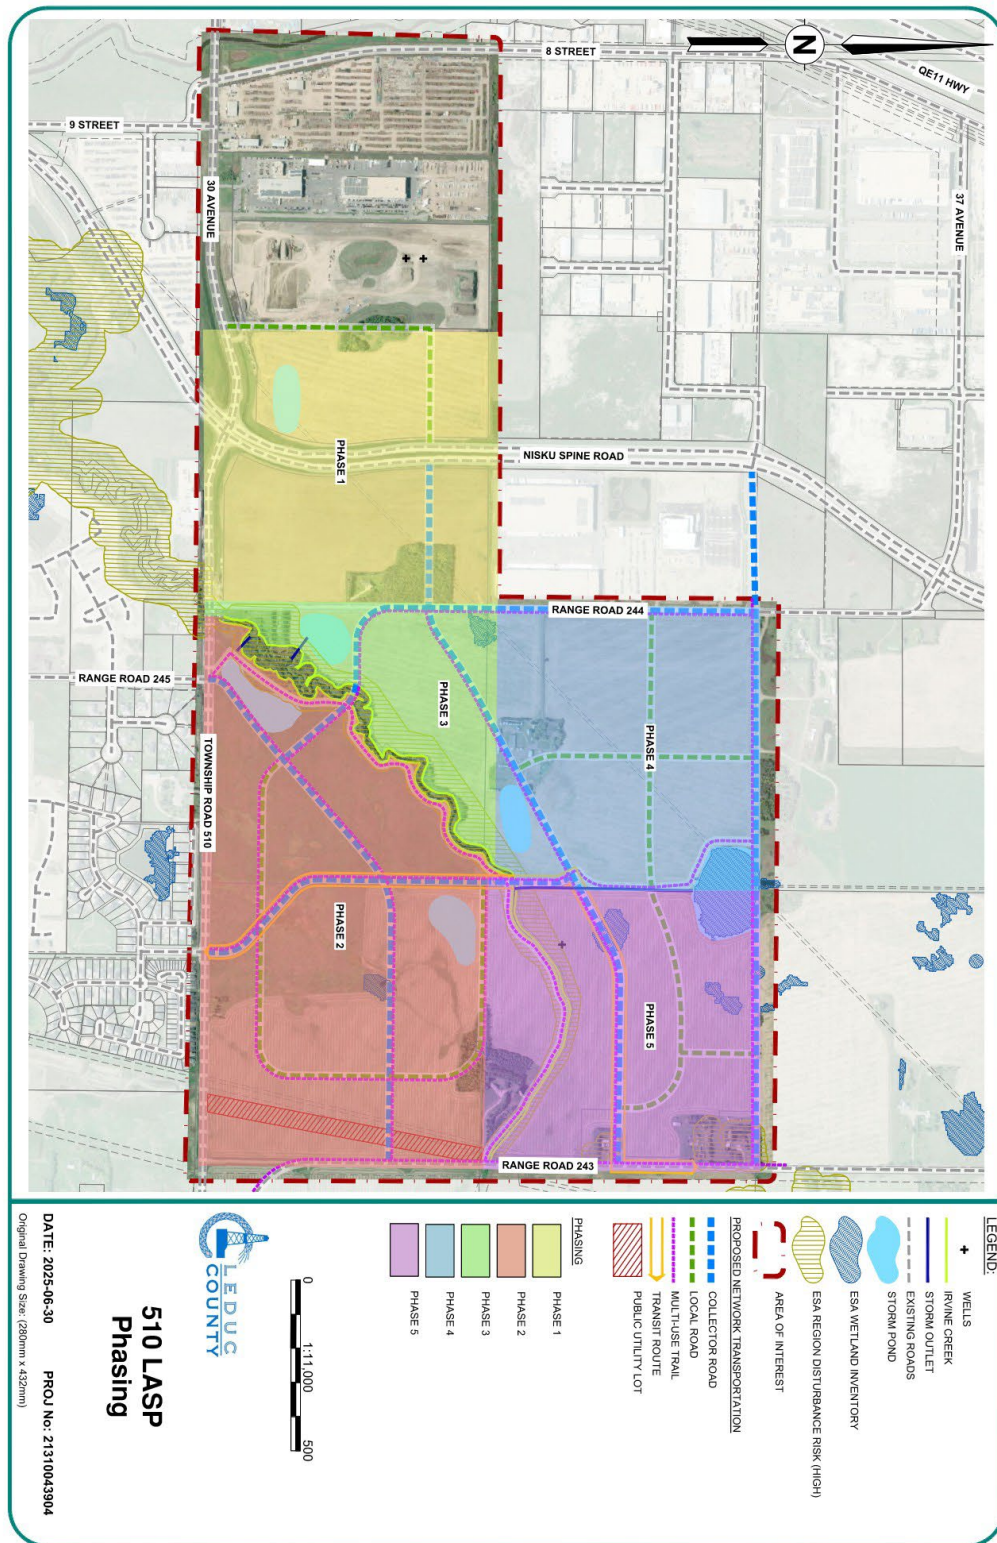 8 STREET
QE11 HWY
N
9 STREET
30 AVENUE
37 AVENUE
PHASE 1
NISKU SPINE ROAD
RANGE ROAD 244
RANGE ROAD 245
PHASE 3
PHASE 4
TOWNSHIP ROAD 510
PHASE 2
PHASE 5
RANGE ROAD 243
LEGEND:
WELLS
IRVINE CREEK
STORM OUTLET
EXISTING ROADS
STORM POND
ESA WETLAND INVENTORY
ESA REGION DISTURBANCE RISK (HIGH)
AREA OF INTEREST
PROPOSED NETWORK TRANSPORTATION
COLLECTOR ROAD
LOCAL ROAD
MULTI-USE TRAIL
TRANSIT ROUTE
PUBLIC UTILITY LOT
PHASING
PHASE 1
PHASE 2
PHASE 3
PHASE 4
PHASE 5
0 1:11,000 500
LEDUC
COUNTY
510 LASP
Phasing
DATE: 2025-06-30 PROJ No: 21310043904
Original Drawing Size: (280mm x 432mm)